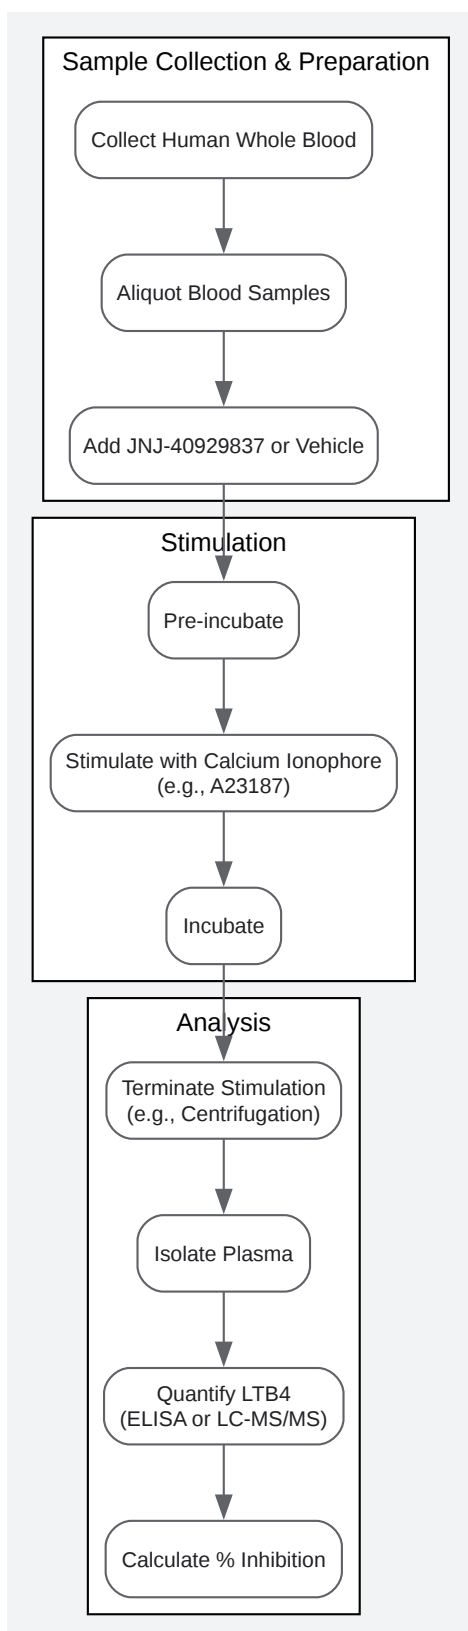 Sample Collection & Preparation
Collect Human Whole Blood
Aliquot Blood Samples
Add JNJ-40929837 or Vehicle
Stimulation
Pre-incubate
Stimulate with Calcium Ionophore
(e.g., A23187)
Incubate
Analysis
Terminate Stimulation
(e.g., Centrifugation)
Isolate Plasma
Quantify LTB4
(ELISA or LC-MS/MS)
Calculate % Inhibition